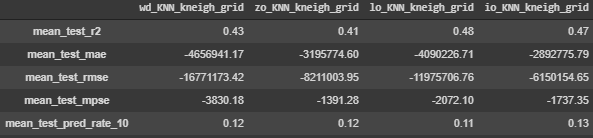 wd_KNN_kneigh_grid zo_KNN_kneigh_grid lo_KNN_kneigh_grid io_KNN_kneigh_grid
mean_test_r2 0.43 0.41 0.48 0.47
mean_test_mae -4656941.17 -3195774.60 -4090226.71 -2892775.79
mean_test_rmse -16771173.42 -8211003.95 -11975706.76 -6150154.65
mean_test_mpse -3830.18 -1391.28 -2072.10 -1737.35
mean_test_pred_rate_10 0.12 0.12 0.11 0.13